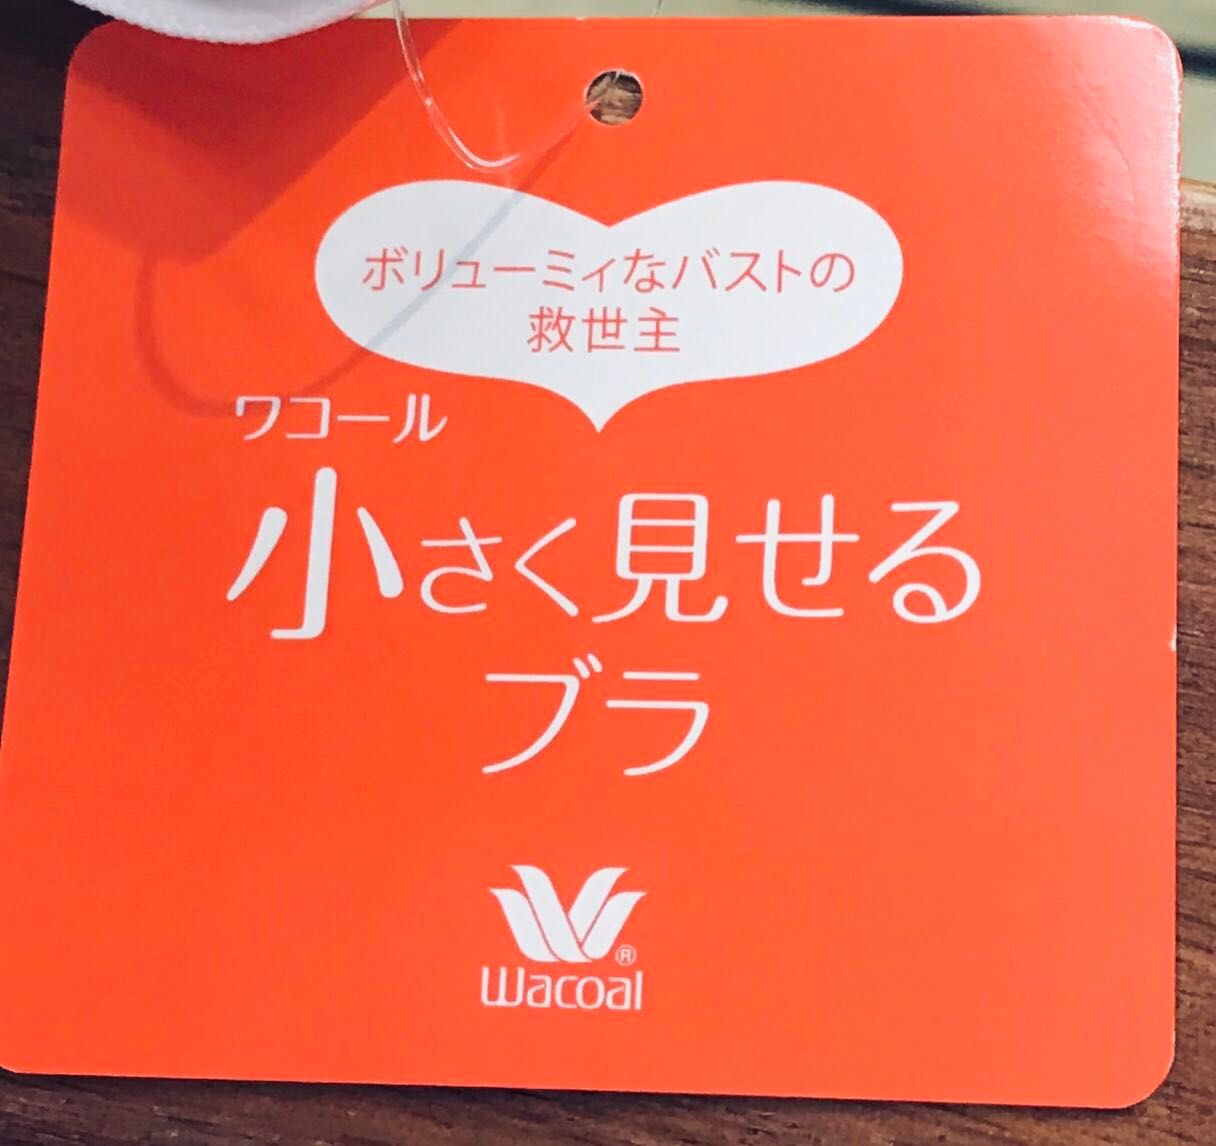 ボリューミィなバストの
救世主
ワコール
小さく見せる
ブラ
®
Wacoal